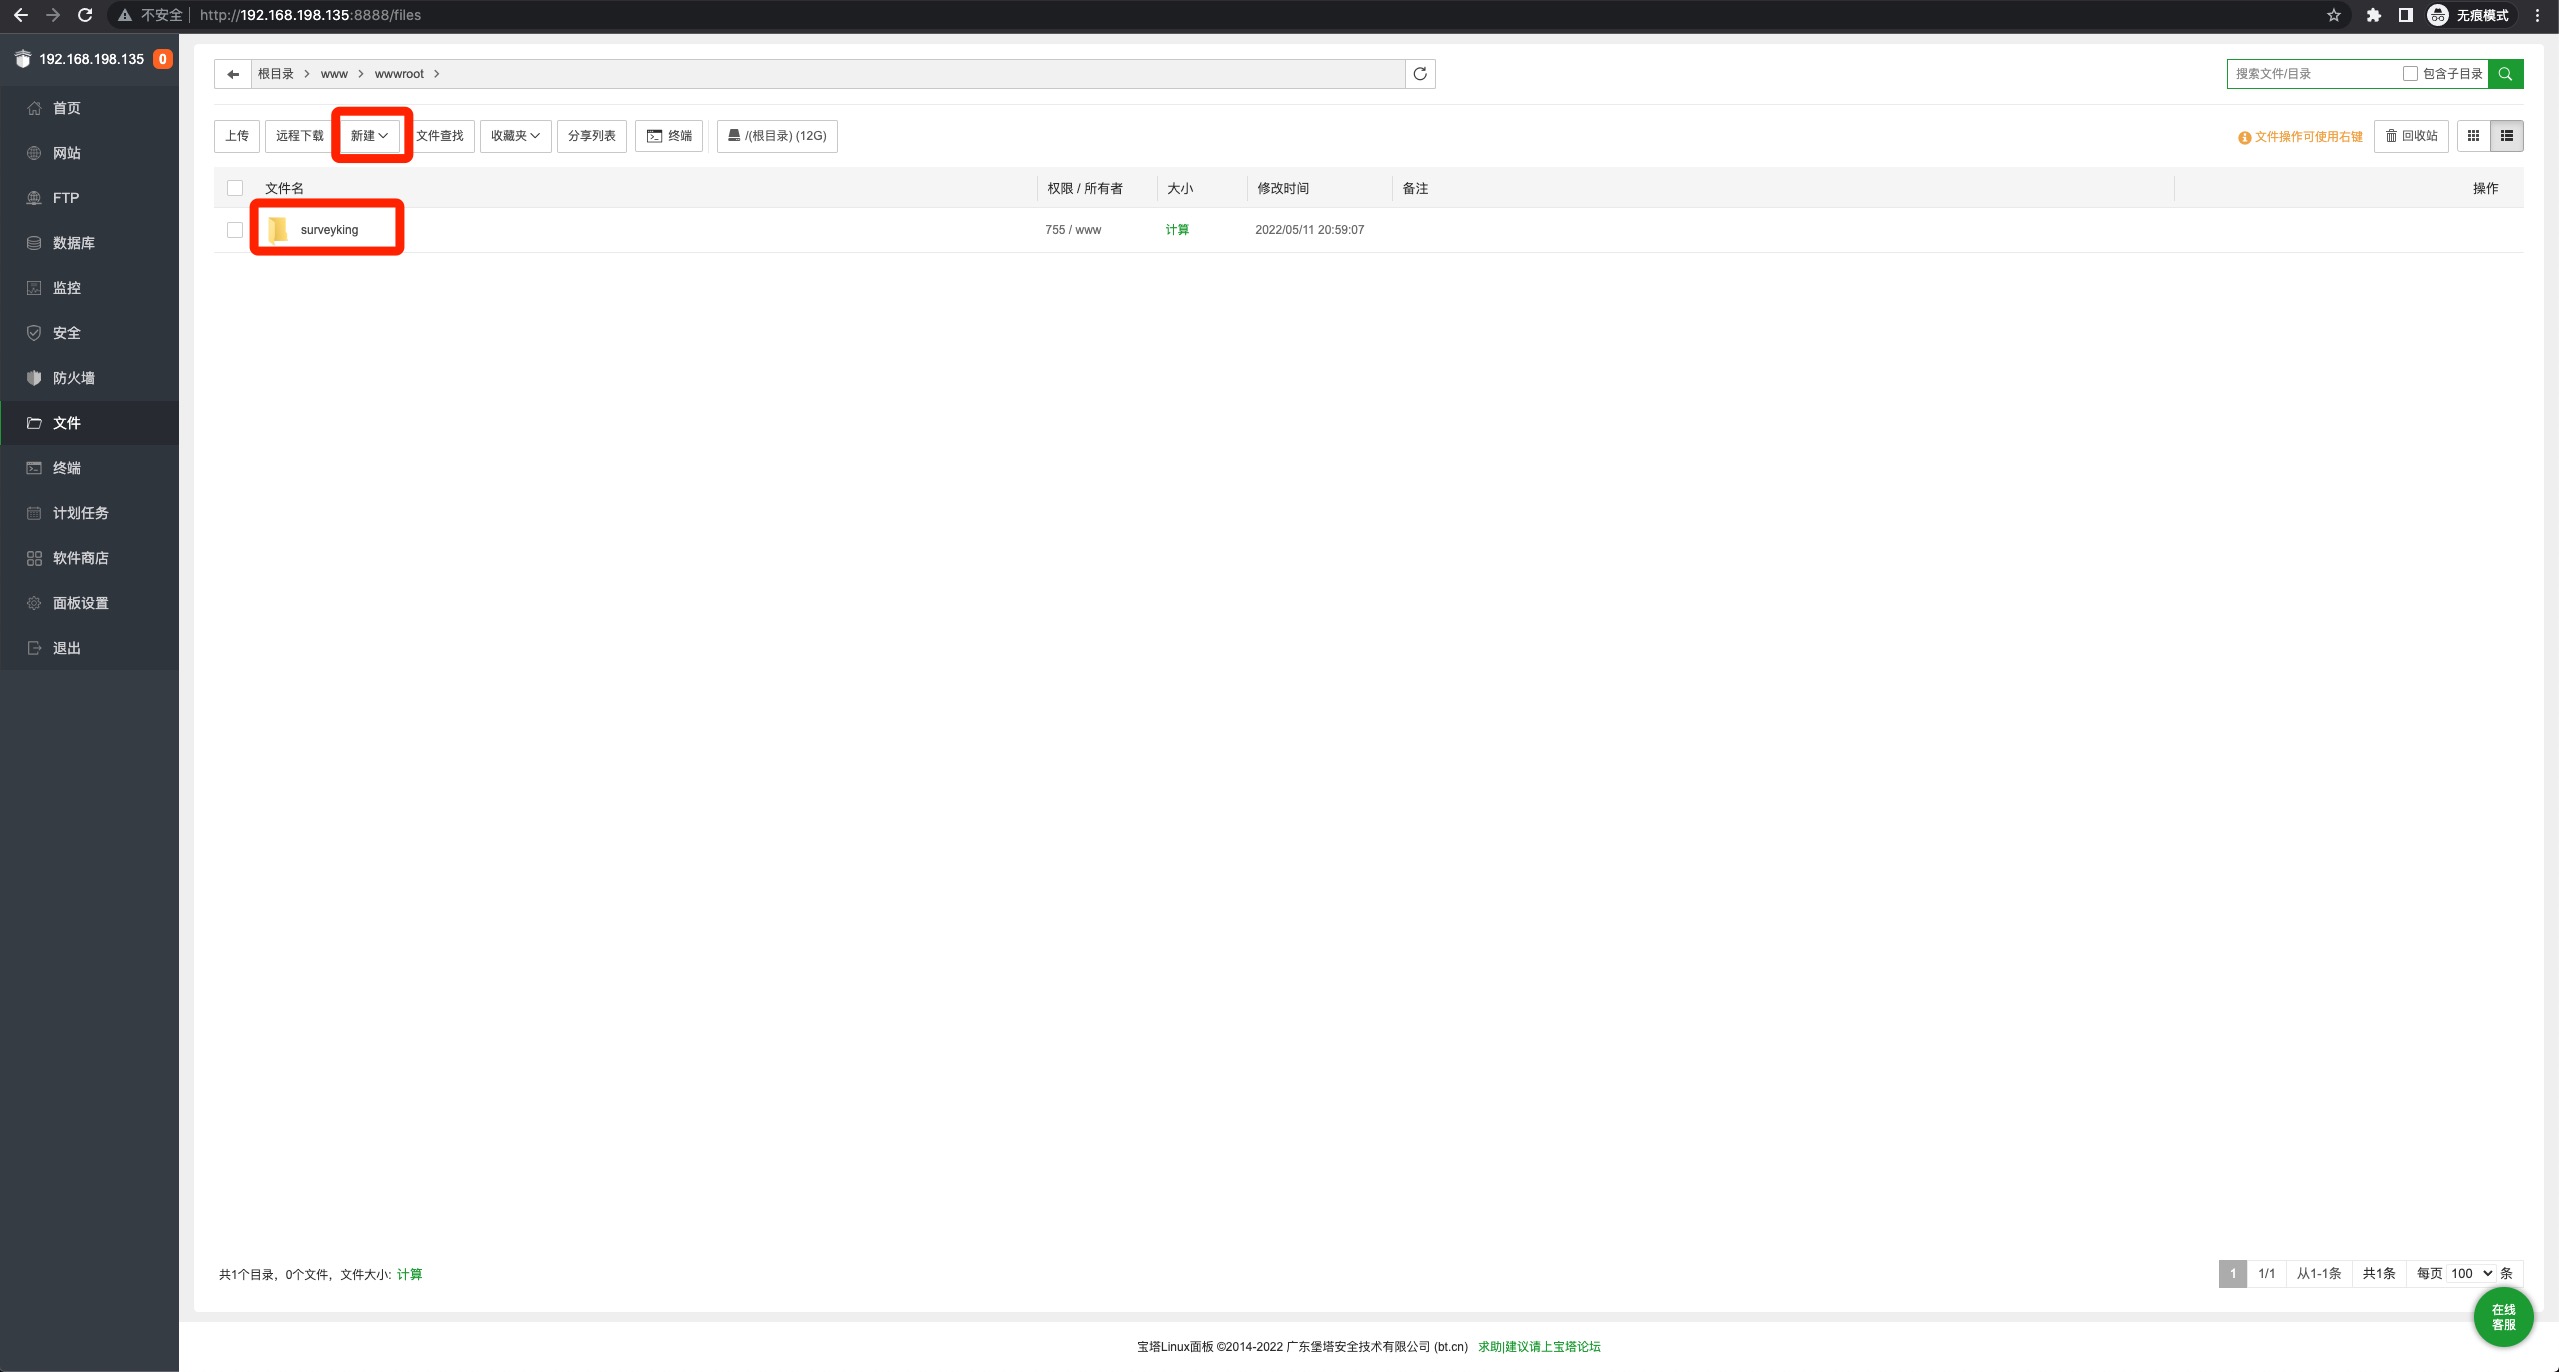 不安全 http://192.168.198.135:8888/files 无痕模式
192.168.198.135 0
首页
网站
FTP
数据库
监控
安全
防火墙
文件
终端
计划任务
软件商店
面板设置
退出
根目录 www wwwroot
搜索文件/目录 包含子目录
上传 远程下载 新建 文件查找 收藏夹 分享列表 终端 /(根目录) (12G) 文件操作可使用右键 回收站
文件名 权限 / 所有者 大小 修改时间 备注 操作
surveyking 755 / www 计算 2022/05/11 20:59:07
共1个目录，0个文件，文件大小: 计算 1 1/1 从1-1条 共1条 每页 100 条
在线
客服
宝塔Linux面板 ©2014-2022 广东堡塔安全技术有限公司 (bt.cn) 求助|建议请上宝塔论坛